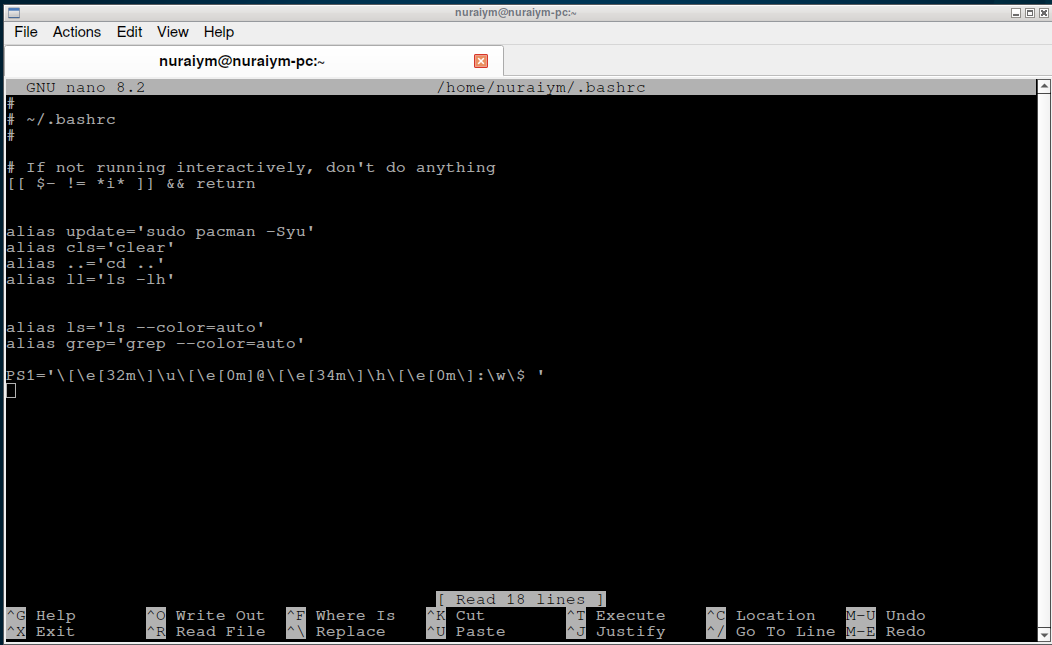 nuraiym@nuraiym-pc:~
File Actions Edit View Help
nuraiym@nuraiym-pc:~
GNU nano 8.2 /home/nuraiym/.bashrc
#
# ~/.bashrc
#
# If not running interactively, don't do anything
[[ $- != *i* ]] && return
alias update='sudo pacman -Syu'
alias cls='clear'
alias ..='cd ..'
alias ll='ls -lh'
alias ls='ls --color=auto'
alias grep='grep --color=auto'
PS1='\[\e[32m\]\u\[\e[0m]@\[\e[34m\]\h\[\e[0m\]:\w\$ '
[ Read 18 lines ]
^G Help ^O Write Out ^F Where Is ^K Cut ^T Execute ^C Location M-U Undo
^X Exit ^R Read File ^\ Replace ^U Paste ^J Justify ^/ Go To Line M-E Redo